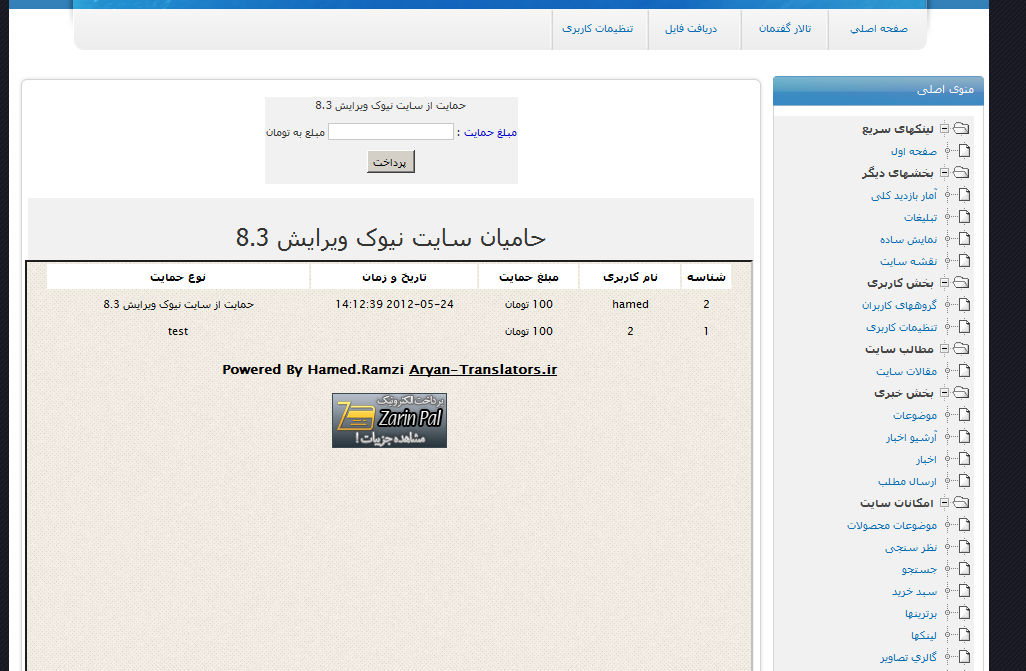 صفحه اصلي
تالار گفتمان
دریافت فایل
تنظیمات کاربری
منوی اصلی
لینکهای سریع
صفحه اول
بخشهای دیگر
آمار بازدید کلی
تبلیغات
نمایش ساده
نقشه سایت
بخش کاربری
گروههای کاربران
تنظیمات کاربری
مطالب سایت
مقالات سایت
بخش خبری
موضوعات
آرشیو اخبار
اخبار
ارسال مطلب
امکانات سایت
موضوعات محصولات
نظر سنجی
جستجو
سبد خرید
برترینها
لینکها
گالري تصاویر
حمایت از سایت نیوک ویرایش 8.3
مبلغ حمایت : مبلغ به تومان
پرداخت
حامیان سایت نیوک ویرایش 8.3
شناسه نام کاربری مبلغ حمایت تاریخ و زمان نوع حمایت
2 hamed 100 تومان 2012-05-24 14:12:39 حمایت از سایت نیوک ویرایش 8.3
1 2 100 تومان test
Powered By Hamed.Ramzi Aryan-Translators.ir
پرداخت الکترونیک
Zarin Pal
مشاهده جزییات !